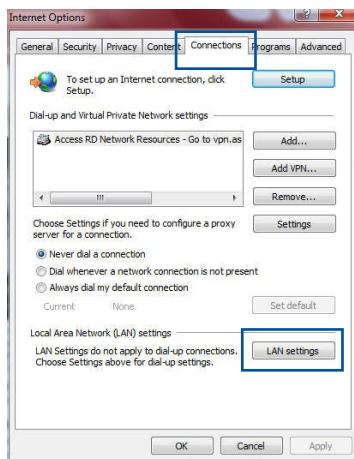 Internet Options
General Security Privacy Content Connections Programs Advanced
To set up an Internet connection, click
Setup.
Setup
Dial-up and Virtual Private Network settings
Access RD Network Resources - Go to vpn.as
Add...
Add VPN...
Remove...
Choose Settings if you need to configure a proxy
server for a connection.
Settings
Never dial a connection
Dial whenever a network connection is not present
Always dial my default connection
Current None
Set default
Local Area Network (LAN) settings
LAN Settings do not apply to dial-up connections.
Choose Settings above for dial-up settings.
LAN settings
OK Cancel Apply